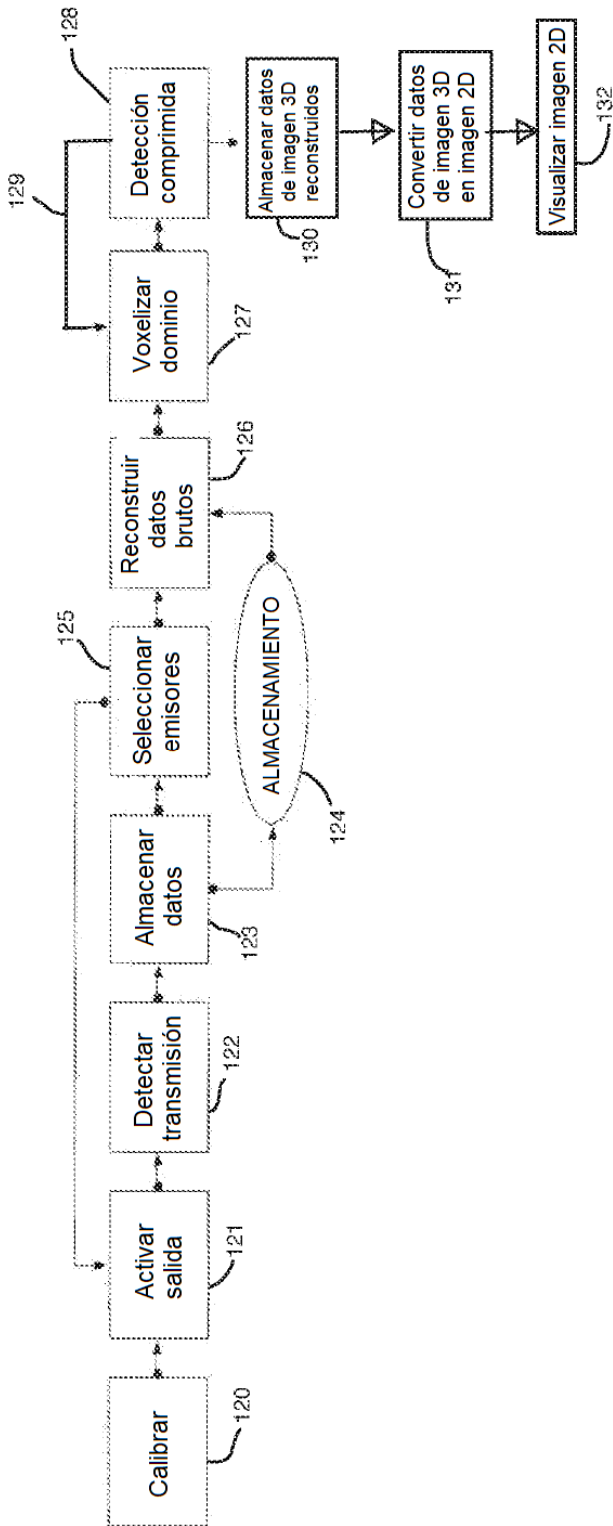 Calibrar
120
Activar
salida
121
Detectar
transmisión
122
Almacenar
datos
123
ALMACENAMIENTO
124
Seleccionar
emisores
125
Reconstruir
datos
brutos
126
Voxelizar
dominio
127
Detección
comprimida
128
129
Almacenar datos
de imagen 3D
reconstruidos
130
Convertir datos
de imagen 3D
en imagen 2D
131
Visualizar imagen 2D
132